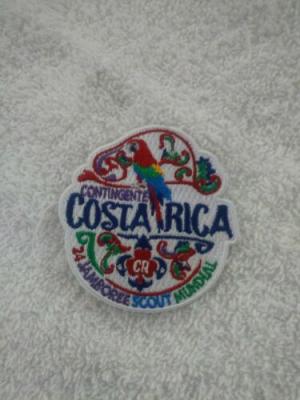 CONTINGENTE
COSTA RICA
CR
24 JAMBOREE SCOUT MUNDIAL